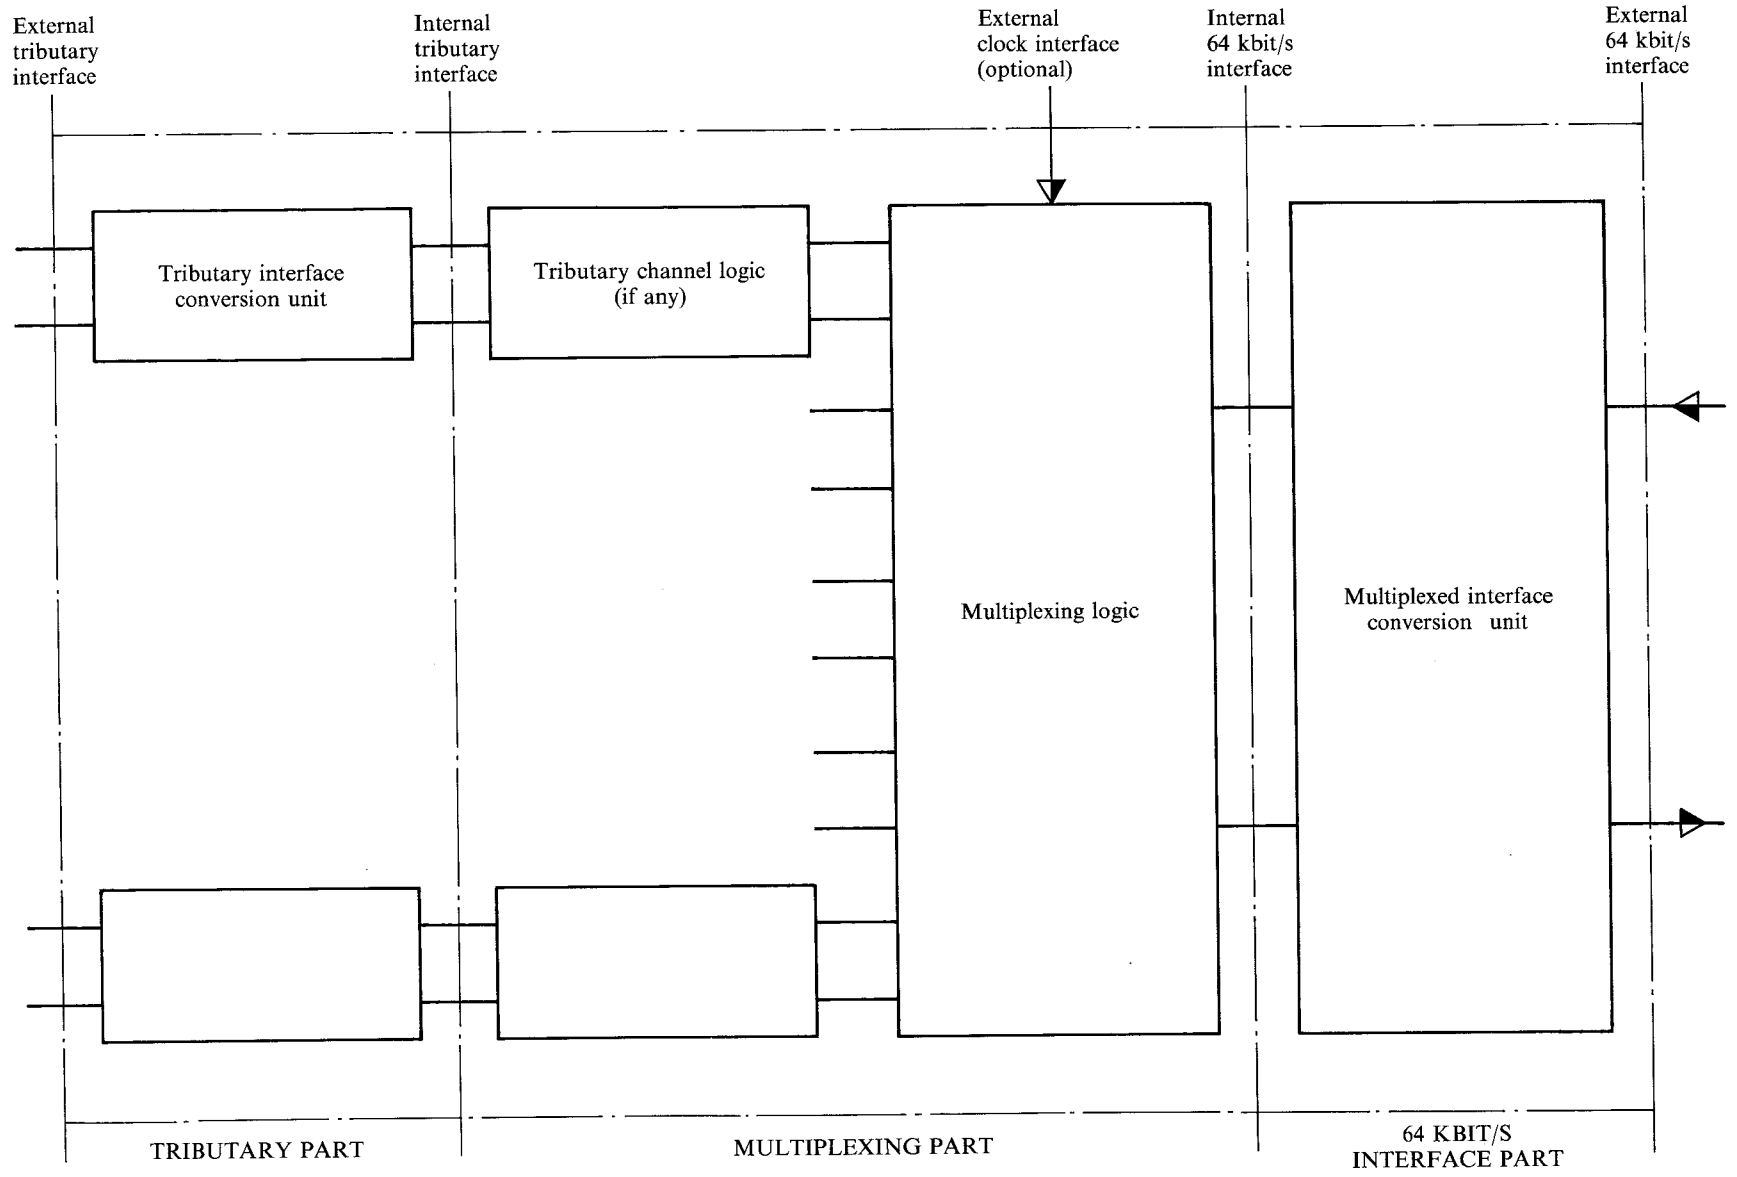 External
tributary
interface
Internal
tributary
interface
External
clock interface
(optional)
Internal
64 kbit/s
interface
External
64 kbit/s
interface
Tributary interface
conversion unit
Tributary channel logic
(if any)
Multiplexing logic
Multiplexed interface
conversion unit
TRIBUTARY PART
MULTIPLEXING PART
64 KBIT/S
INTERFACE PART